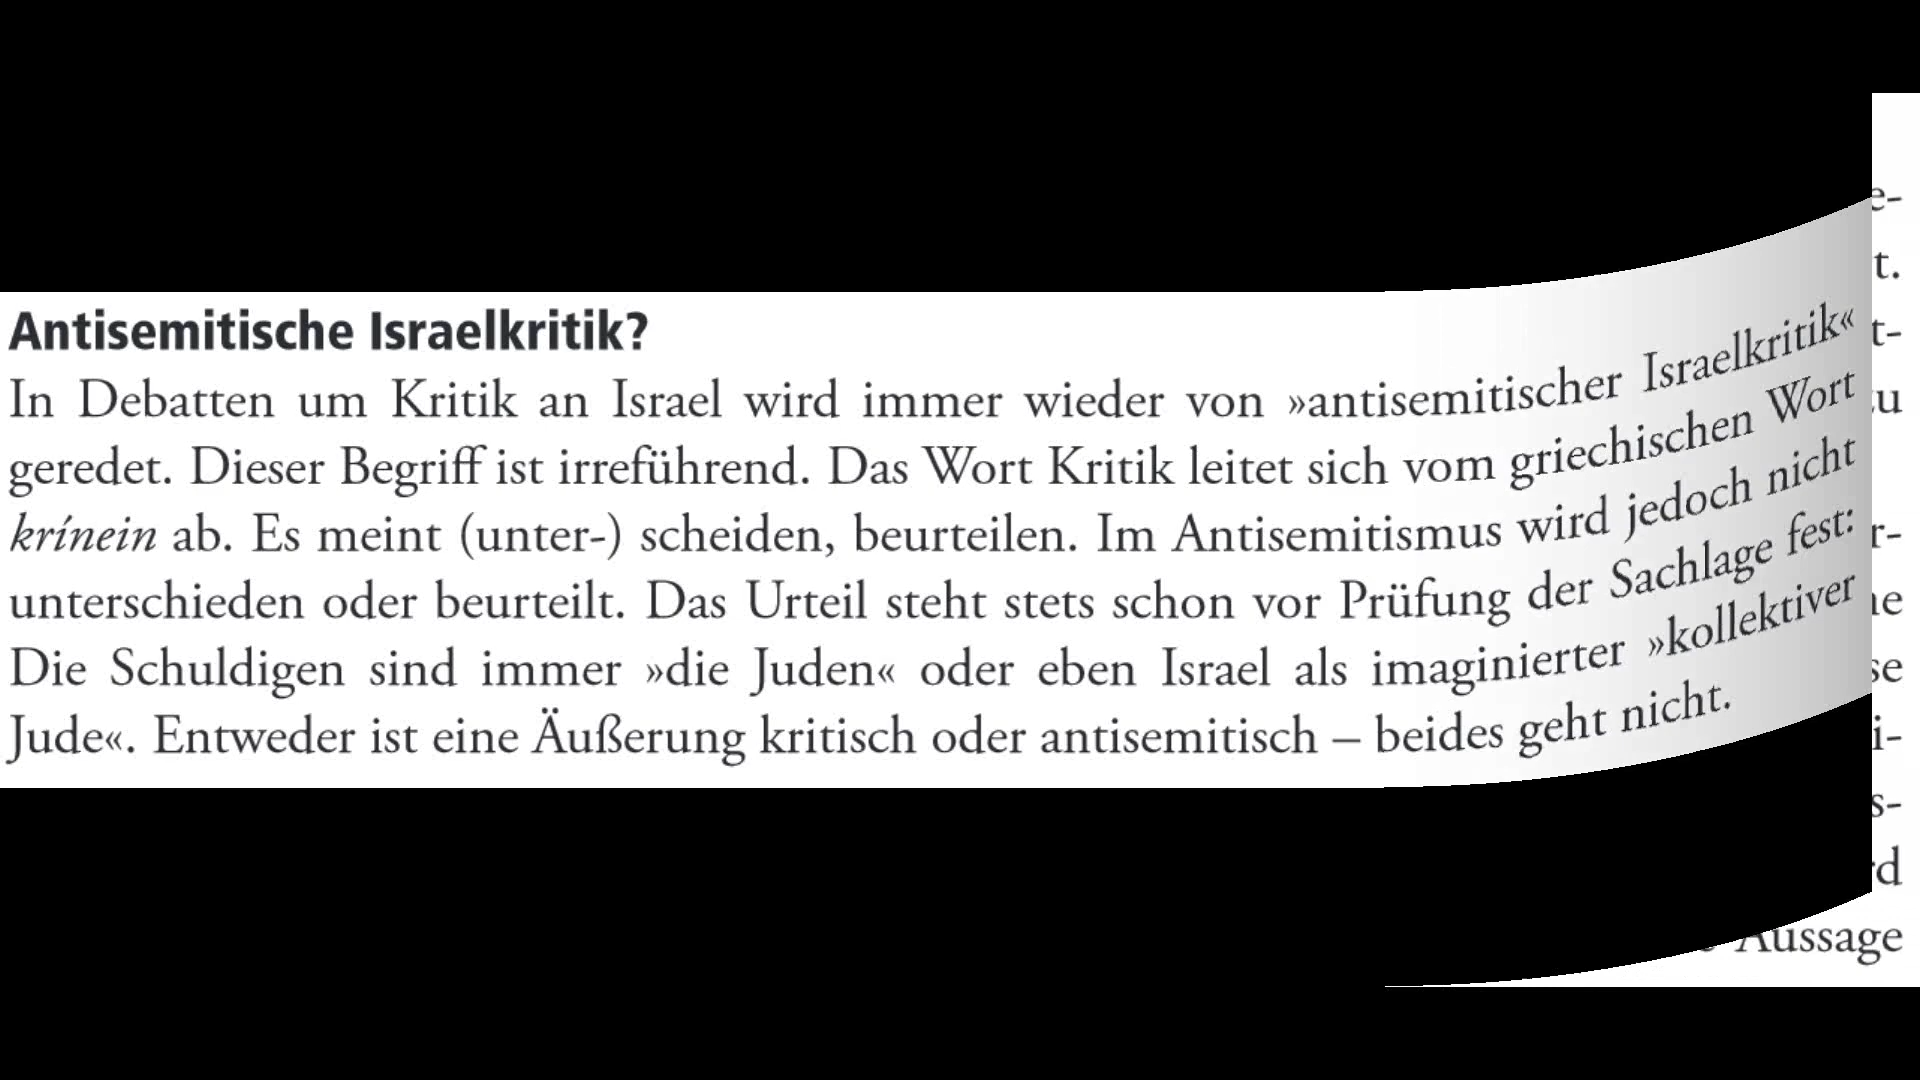 Antisemitische Israelkritik?
In Debatten um Kritik an Israel wird immer wieder von »antisemitischer Israelkritik«
geredet. Dieser Begriff ist irreführend. Das Wort Kritik leitet sich vom griechischen Wort
krínein ab. Es meint (unter-) scheiden, beurteilen. Im Antisemitismus wird jedoch nicht
unterschieden oder beurteilt. Das Urteil steht stets schon vor Prüfung der Sachlage fest:
Die Schuldigen sind immer »die Juden« oder eben Israel als imaginierter »kollektiver
Jude«. Entweder ist eine Äußerung kritisch oder antisemitisch – beides geht nicht.
Aussage